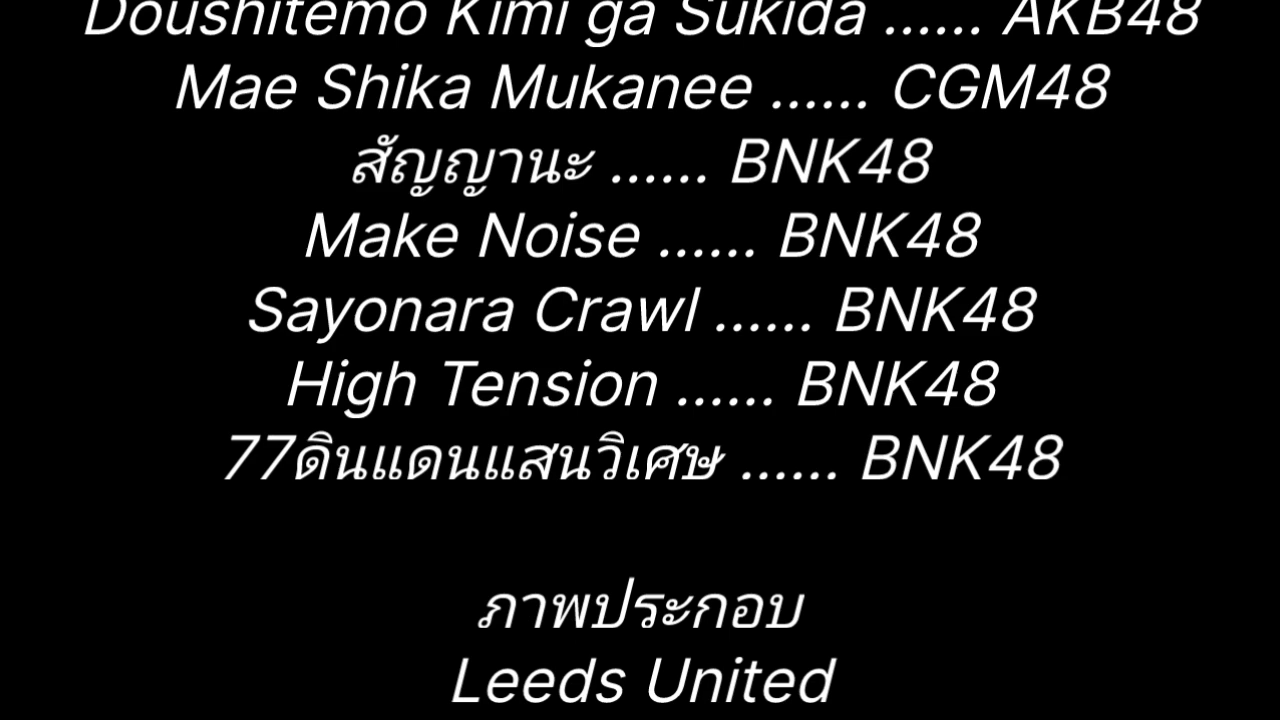 Doushitemo Kimi ga Sukida ...... AKB48
Mae Shika Mukanee ...... CGM48
สัญญานะ ...... BNK48
Make Noise ...... BNK48
Sayonara Crawl ...... BNK48
High Tension ...... BNK48
77ดินแดนแสนวิเศษ ...... BNK48
ภาพประกอบ
Leeds United